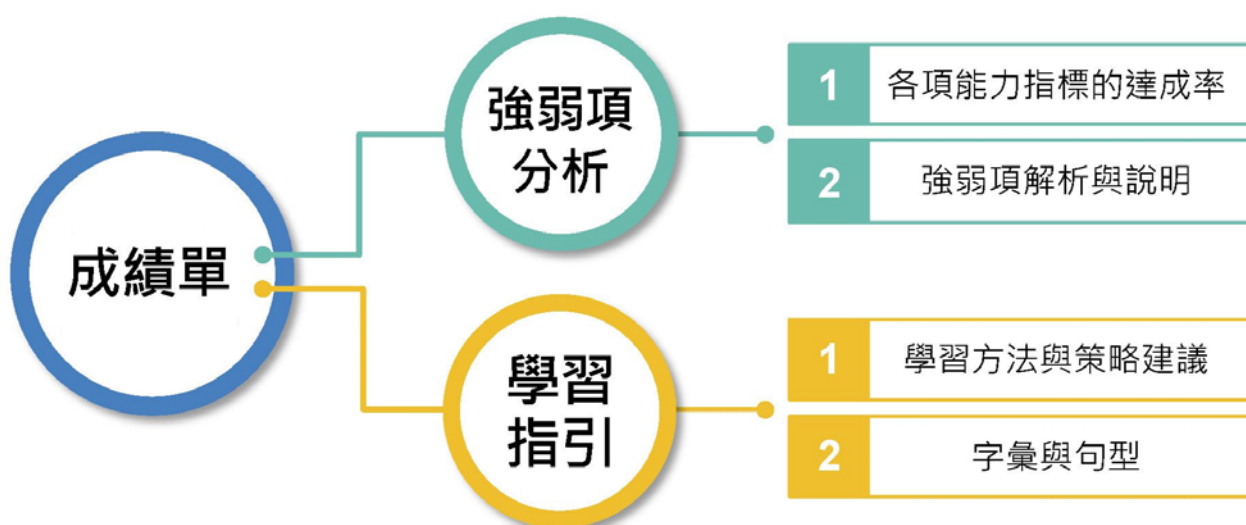 成績單
強弱項
分析
1 各項能力指標的達成率
2 強弱項解析與說明
學習
指引
1 學習方法與策略建議
2 字彙與句型